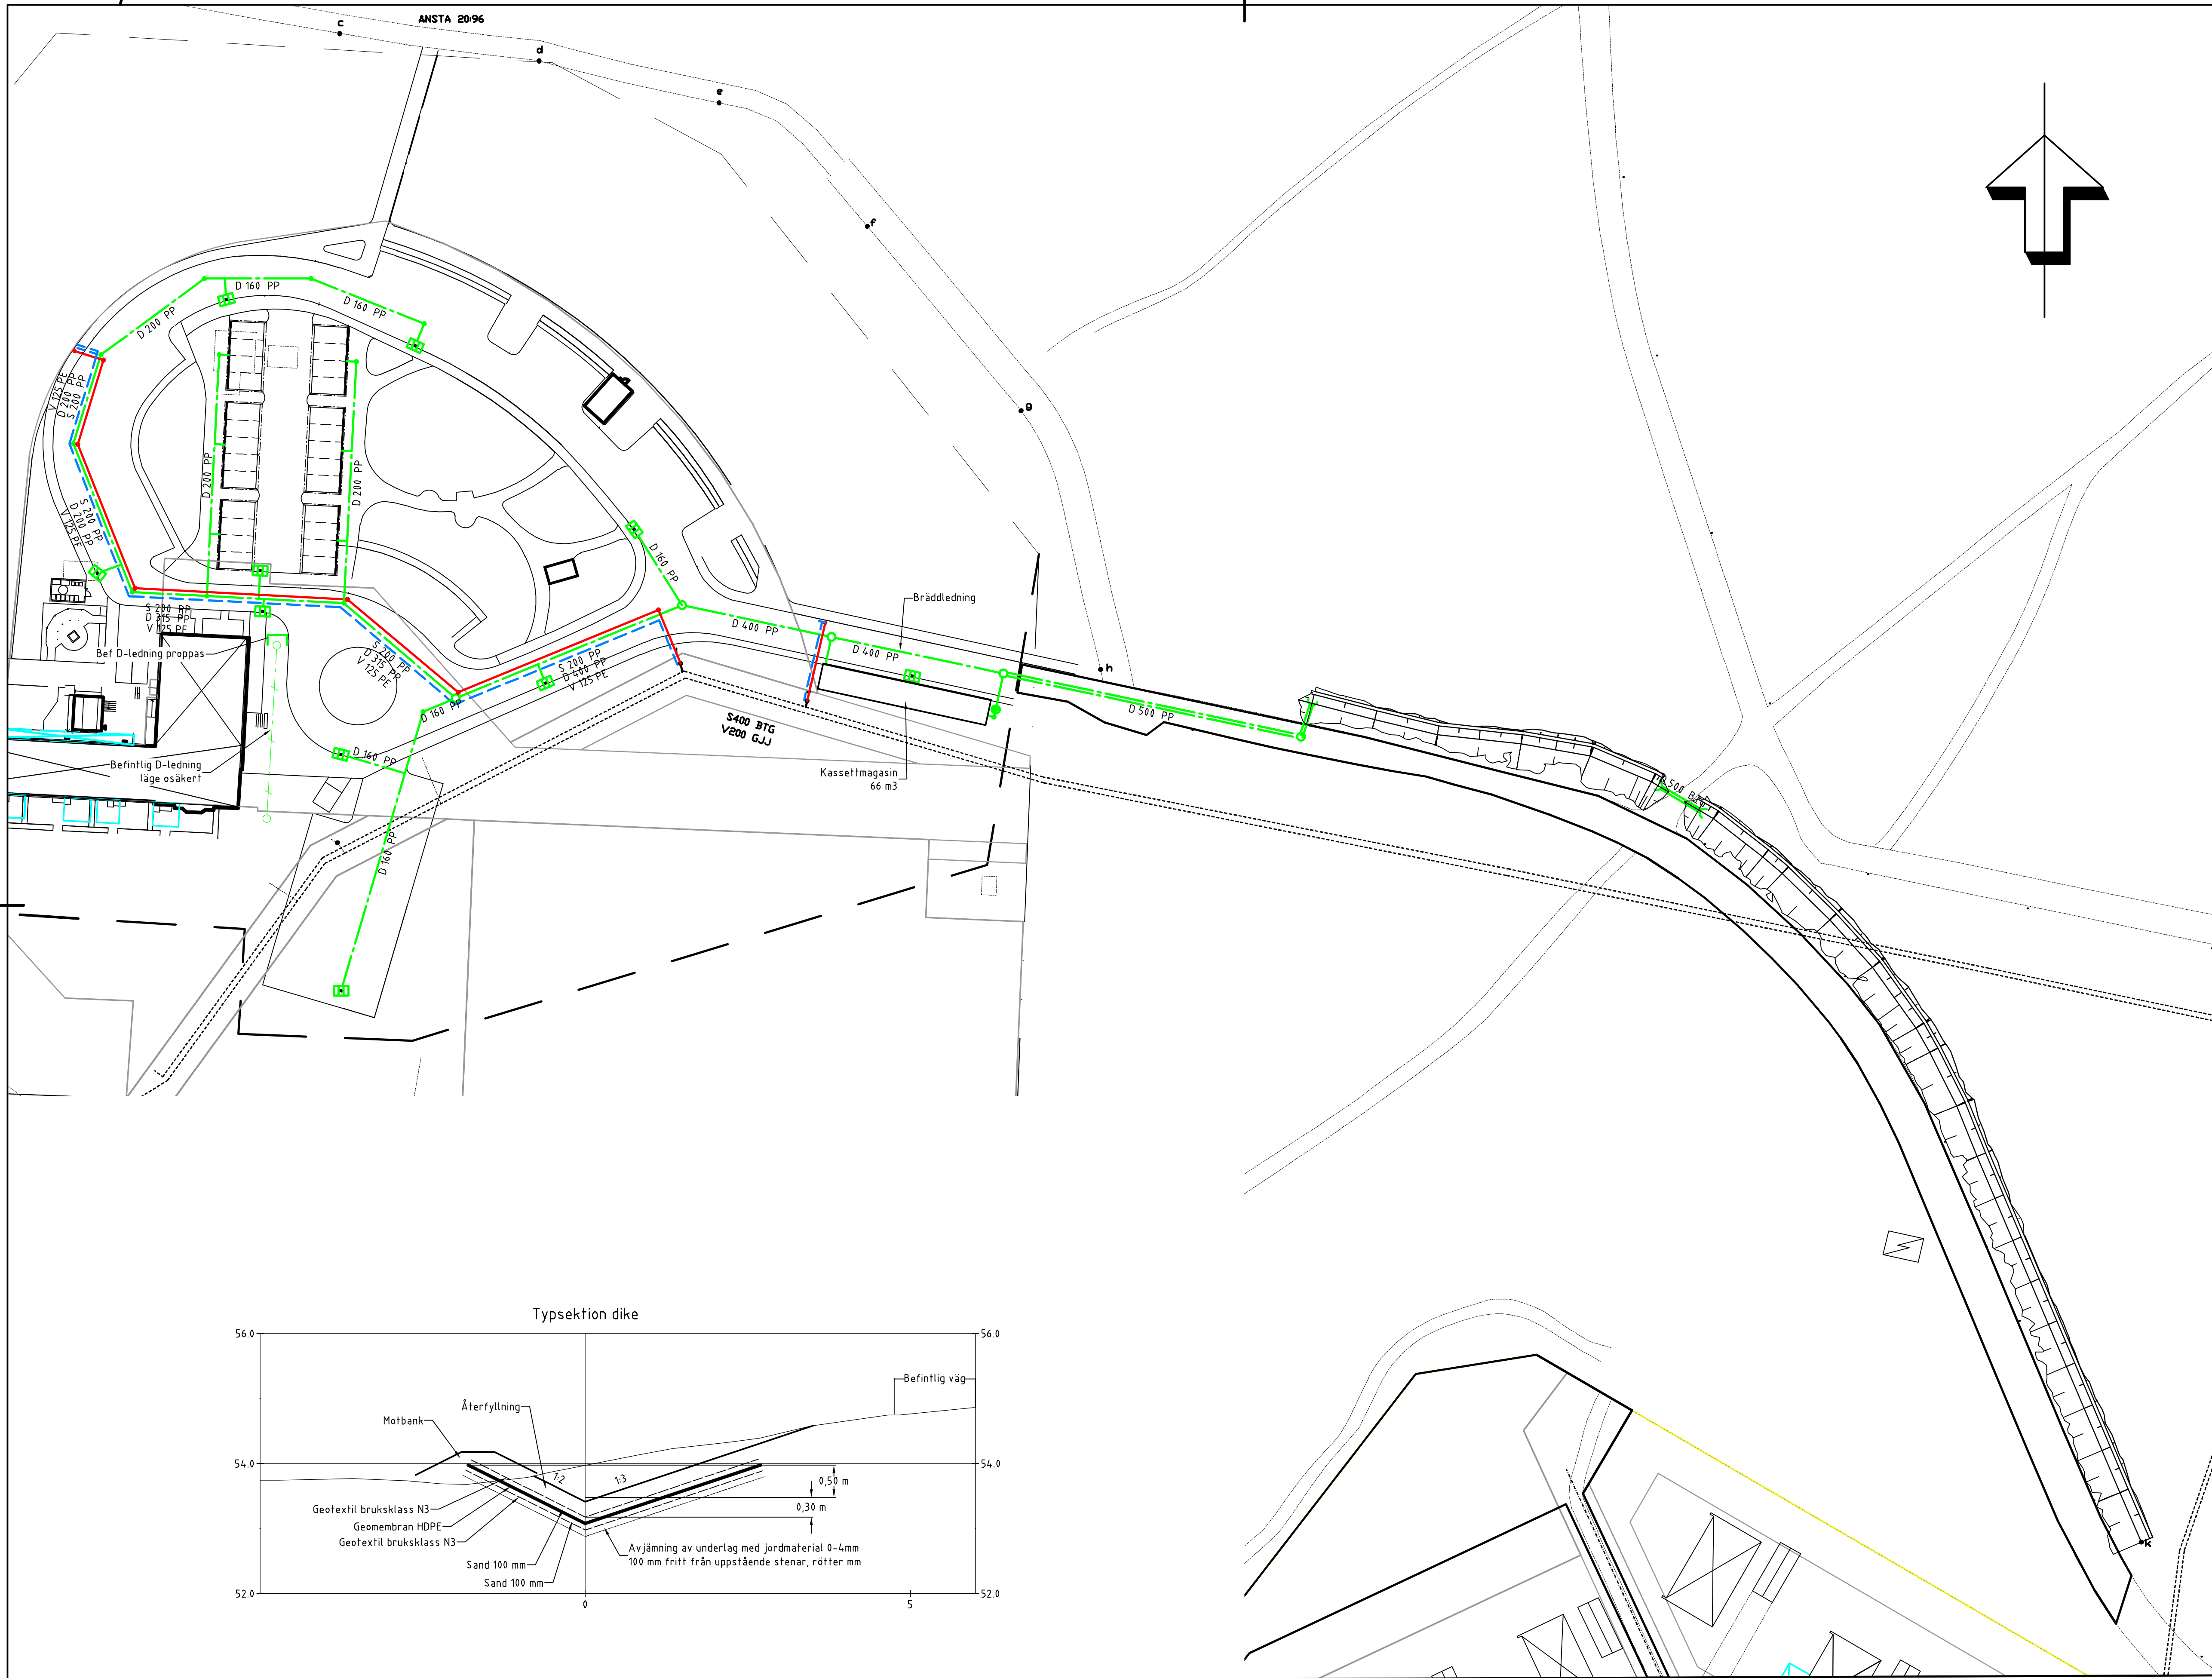 ANSTA 20:96
c
d
e
f
g
h
k
D 160 PP
D 160 PP
D 200 PP
V 125 PE
D 200 PP
S 200 PP
D 200 PP
D 200 PP
S 200 PP
D 200 PP
V 125 PE
D 160 PP
S 200 PP
D 315 PP
V 125 PE
Bräddledning
D 400 PP
D 400 PP
Bef D-ledning proppas
S 200 PP
D 315 PP
V 125 PE
S 200 PP
D 400 PP
V 125 PE
D 160 PP
D 500 PP
S400 BTG
V200 GJJ
D 160 PP
Befintlig D-ledning
läge osäkert
Kassettmagasin
66 m3
D 500 BTG
D 160 PP
Typsektion dike
56.0
56.0
Befintlig väg
Återfyllning
Motbank
54.0
54.0
1:2
1:3
0,50 m
0,30 m
Geotextil bruksklass N3
Geomembran HDPE
Geotextil bruksklass N3
Avjämning av underlag med jordmaterial 0-4mm
100 mm fritt från uppstående stenar, rötter mm
Sand 100 mm
Sand 100 mm
52.0
52.0
0
5